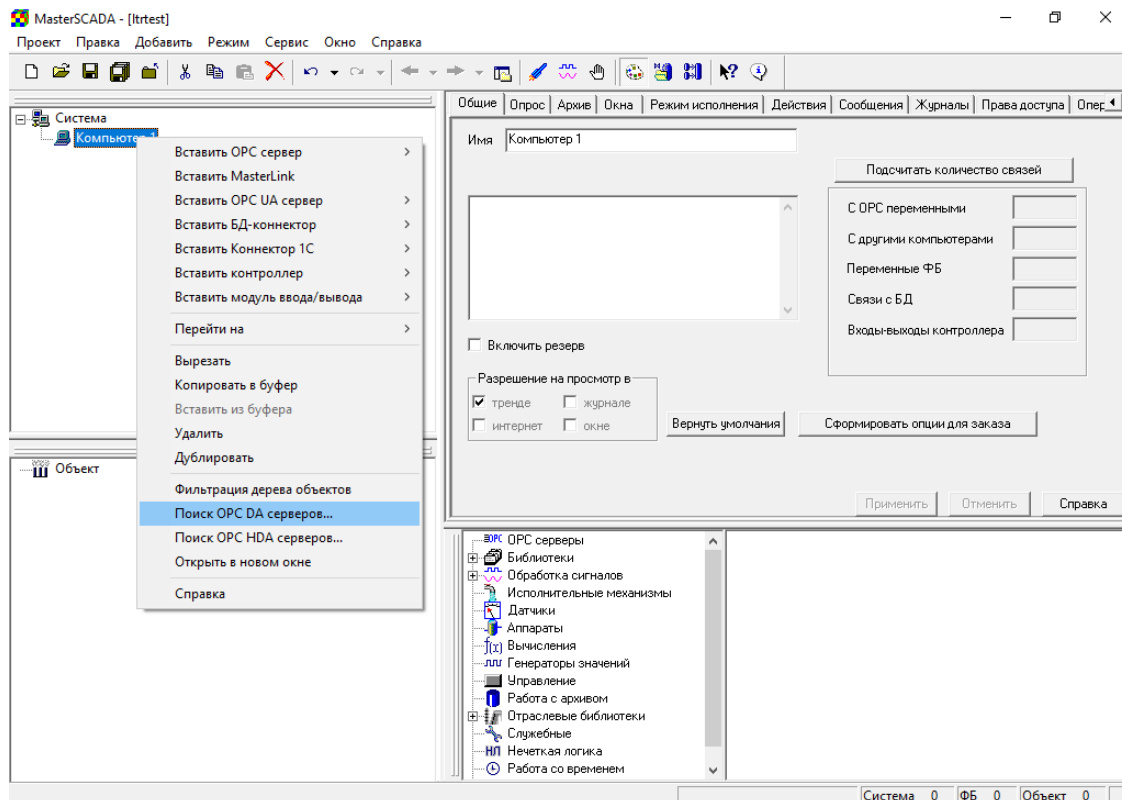 MasterSCADA - [ltrtest]
Проект Правка Добавить Режим Сервис Окно Справка
Система
Компьютер 1
Вставить OPC сервер
Вставить MasterLink
Вставить OPC UA сервер
Вставить БД-коннектор
Вставить Коннектор 1С
Вставить контроллер
Вставить модуль ввода/вывода
Перейти на
Вырезать
Копировать в буфер
Вставить из буфера
Удалить
Дублировать
Фильтрация дерева объектов
Поиск OPC DA серверов...
Поиск OPC HDA серверов...
Открыть в новом окне
Справка
Объект
Общие Опрос Архив Окна Режим исполнения Действия Сообщения Журналы Права доступа Опер
Имя Компьютер 1
Подсчитать количество связей
С OPC переменными
С другими компьютерами
Переменные ФБ
Связи с БД
Входы-выходы контроллера
Включить резерв
Разрешение на просмотр в
тренде журнале
интернет окне
Вернуть умолчания Сформировать опции для заказа
Применить Отменить Справка
OPC OPC серверы
Библиотеки
Обработка сигналов
Исполнительные механизмы
Датчики
Аппараты
f(x) Вычисления
Генераторы значений
Управление
Работа с архивом
Отраслевые библиотеки
Служебные
НЛ Нечеткая логика
Работа со временем
Система 0 ФБ 0 Объект 0